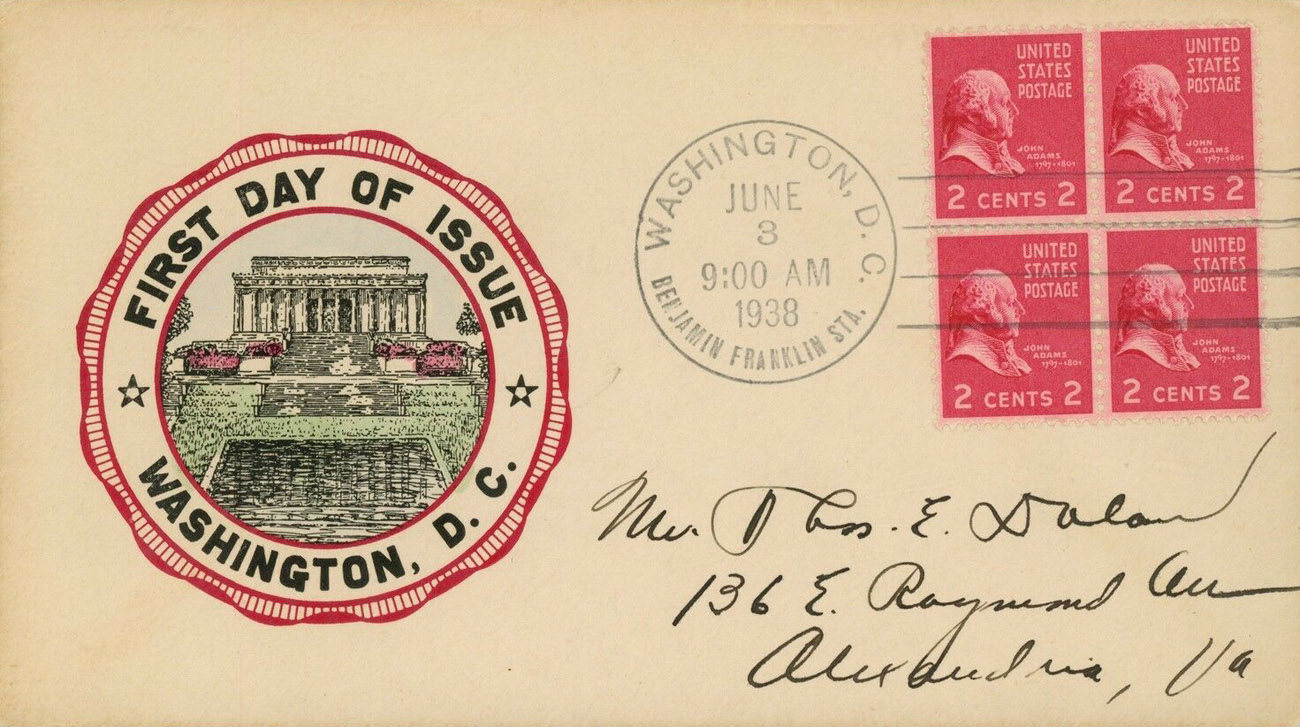 FIRST DAY OF ISSUE
WASHINGTON, D. C.
WASHINGTON, D. C.
JUNE
3
9:00 AM
1938
BENJAMIN FRANKLIN STA.
UNITED
STATES
POSTAGE
JOHN
ADAMS
1797-1801
2 CENTS 2
UNITED
STATES
POSTAGE
JOHN
ADAMS
1797-1801
2 CENTS 2
UNITED
STATES
POSTAGE
JOHN
ADAMS
1797-1801
2 CENTS 2
UNITED
STATES
POSTAGE
JOHN
ADAMS
1797-1801
2 CENTS 2
Mr. Thos. E. Dolan
136 E. Raymond Av
Alexandria, Va